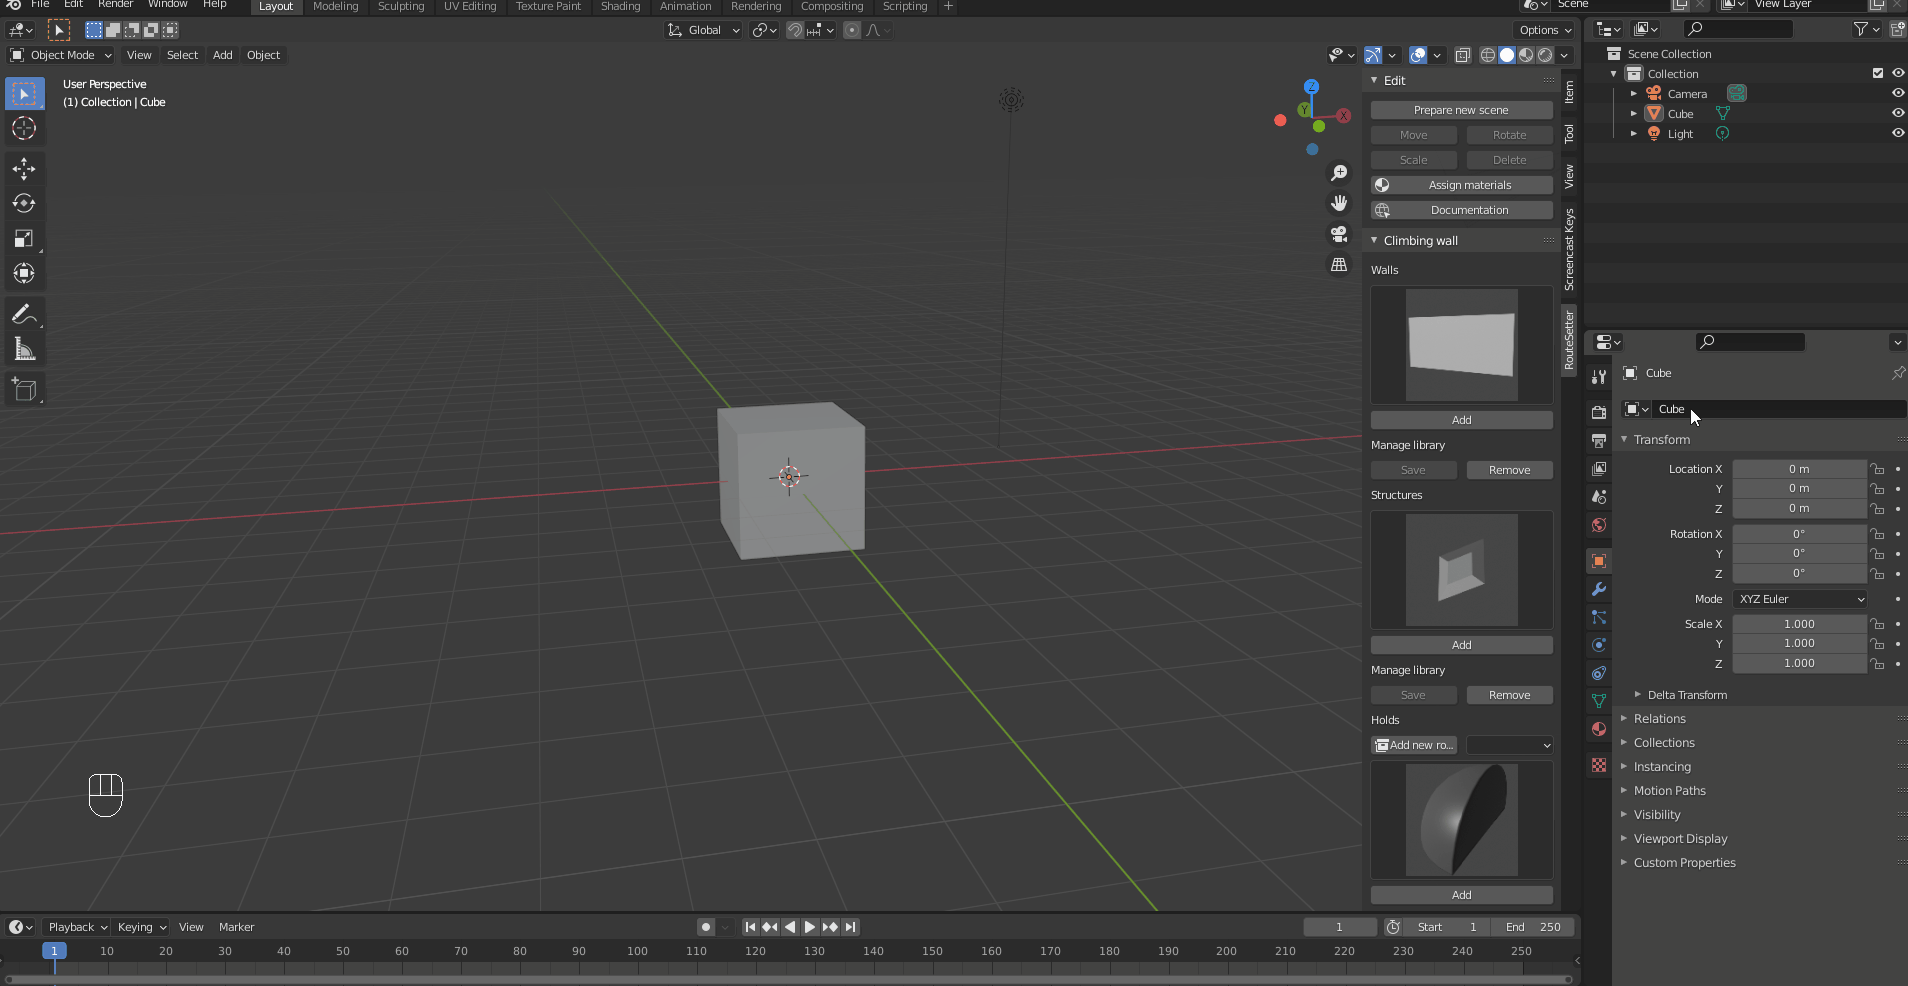 File Edit Render Window Help Layout Modeling Sculpting UV Editing Texture Paint Shading Animation Rendering Compositing Scripting + Scene View Layer
Global Options
Object Mode View Select Add Object
User Perspective
(1) Collection | Cube
Z
Y
X
Edit
Prepare new scene
Move Rotate
Scale Delete
Assign materials
Documentation
Climbing wall
Walls
Add
Manage library
Save Remove
Structures
Add
Manage library
Save Remove
Holds
Add new ro...
Add
Item
Tool
View
Screencast Keys
RouteSetter
Scene Collection
Collection
Camera
Cube
Light
Cube
Cube
Transform
Location X 0 m
Y 0 m
Z 0 m
Rotation X 0°
Y 0°
Z 0°
Mode XYZ Euler
Scale X 1.000
Y 1.000
Z 1.000
Delta Transform
Relations
Collections
Instancing
Motion Paths
Visibility
Viewport Display
Custom Properties
Playback Keying View Marker 1 Start 1 End 250
1 10 20 30 40 50 60 70 80 90 100 110 120 130 140 150 160 170 180 190 200 210 220 230 240 250